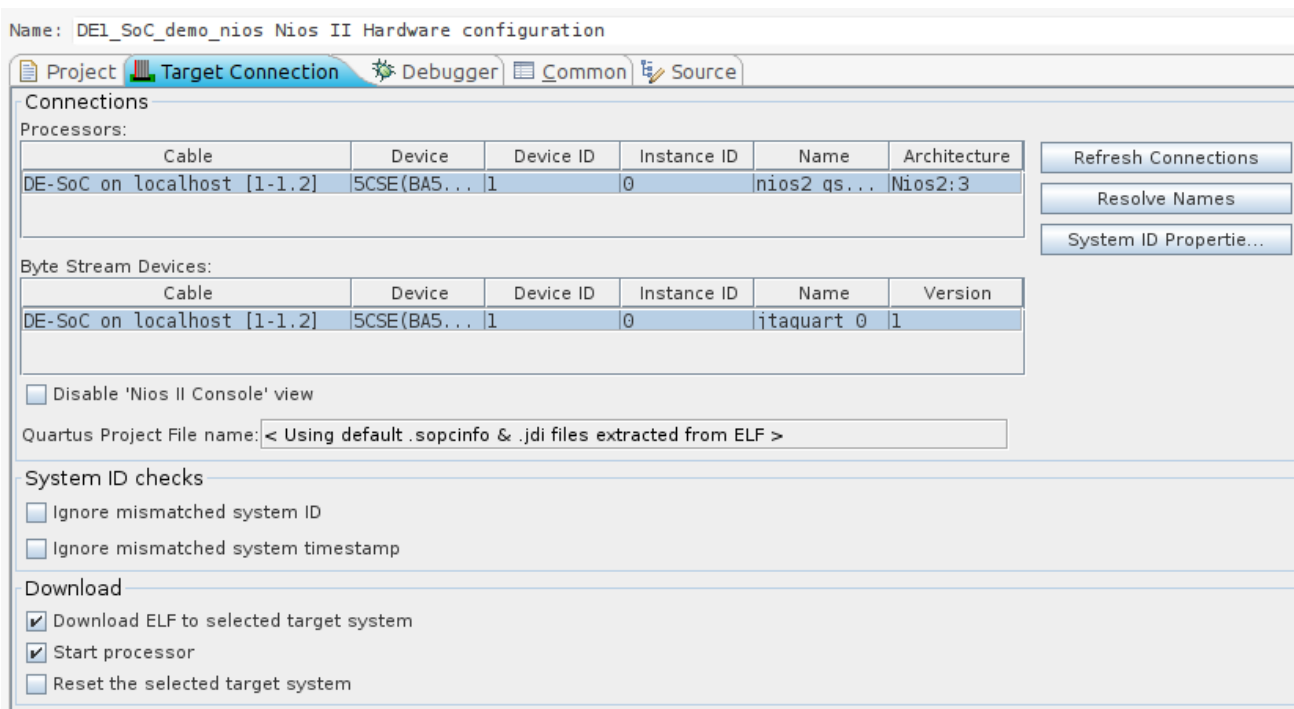 Name: DE1_SoC_demo_nios Nios II Hardware configuration
Project Target Connection Debugger Common Source
Connections
Processors:
Cable Device Device ID Instance ID Name Architecture
DE-SoC on localhost [1-1.2] 5CSE(BA5... 1 0 nios2_qs... Nios2:3
Refresh Connections
Resolve Names
System ID Propertie...
Byte Stream Devices:
Cable Device Device ID Instance ID Name Version
DE-SoC on localhost [1-1.2] 5CSE(BA5... 1 0 jtaguart_0 1
Disable 'Nios II Console' view
Quartus Project File name: < Using default .sopcinfo & .jdi files extracted from ELF >
System ID checks
Ignore mismatched system ID
Ignore mismatched system timestamp
Download
Download ELF to selected target system
Start processor
Reset the selected target system